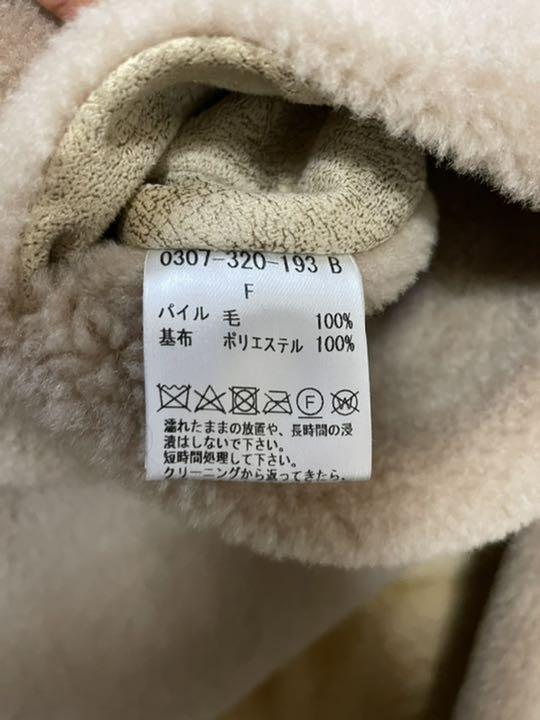 0307-320-193 B
F
パイル 毛 100%
基布 ポリエステル 100%
F W
濡れたままの放置や、長時間の浸
漬はしないで下さい。
短時間処理して下さい。
クリーニングから返ってきたら、